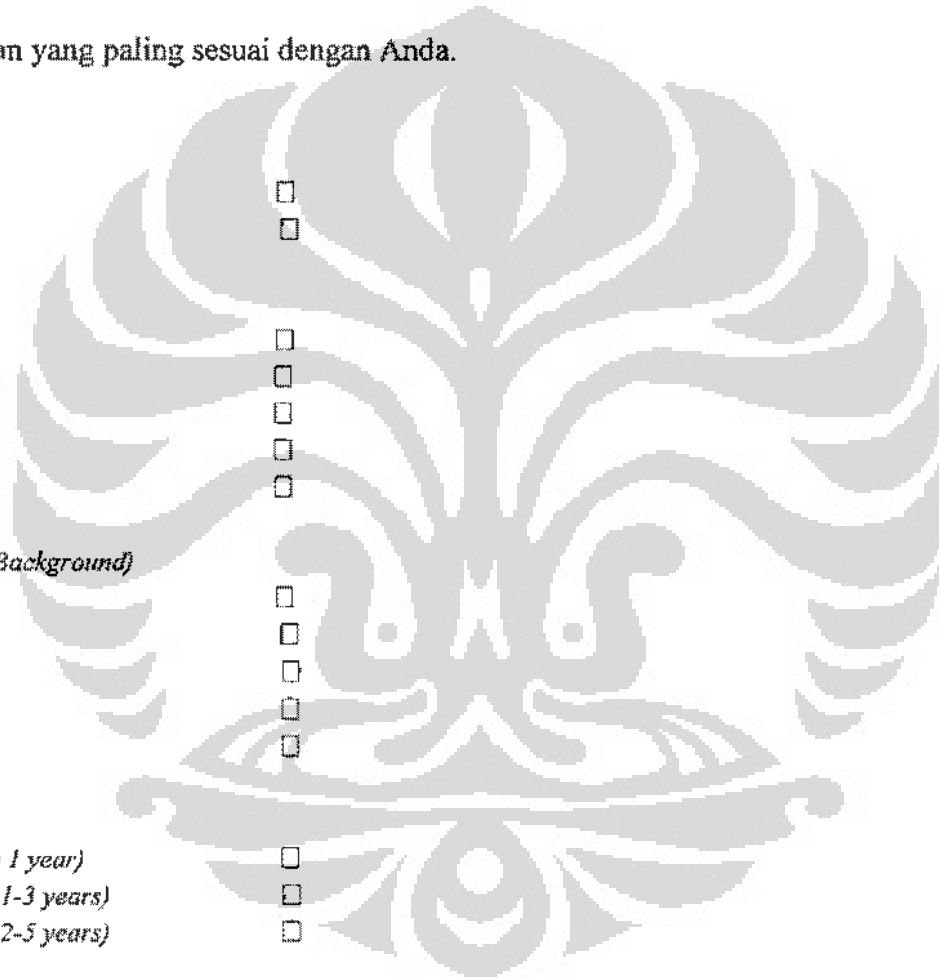 an yang paling sesuai dengan Anda.
☐
☐
☐
☐
☐
☐
☐
Background)
☐
☐
☐
☐
☐
1 year) ☐
1-3 years) ☐
2-5 years) ☐